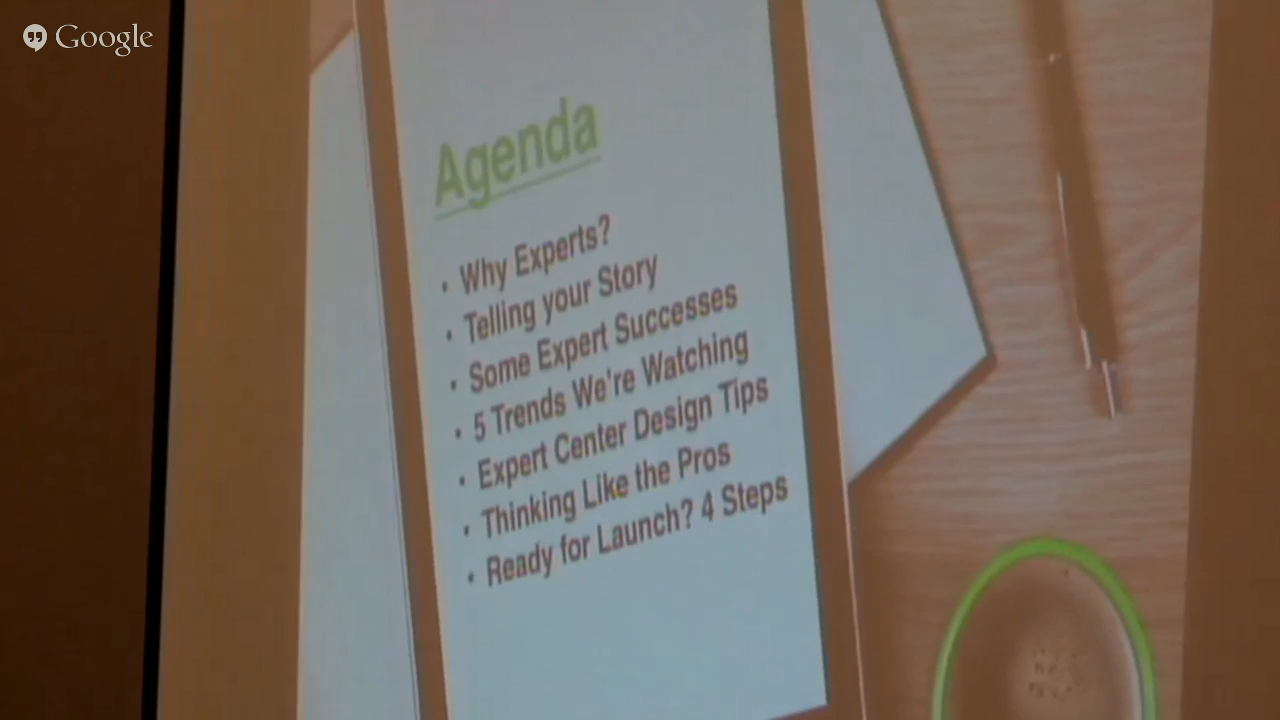 Google
Agenda
• Why Experts?
• Telling your Story
• Some Expert Successes
• 5 Trends We're Watching
• Expert Center Design Tips
• Thinking Like the Pros
• Ready for Launch? 4 Steps